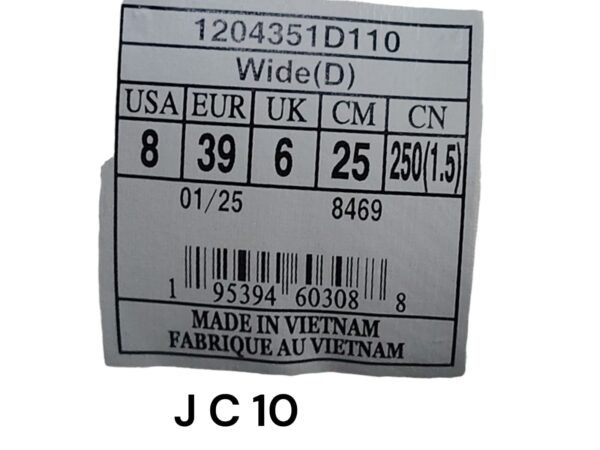 1204351D110
Wide(D)
USA EUR UK CM CN
8 39 6 25 250(1.5)
01/25 8469
1 95394 60308 8
MADE IN VIETNAM
FABRIQUE AU VIETNAM
J C 10